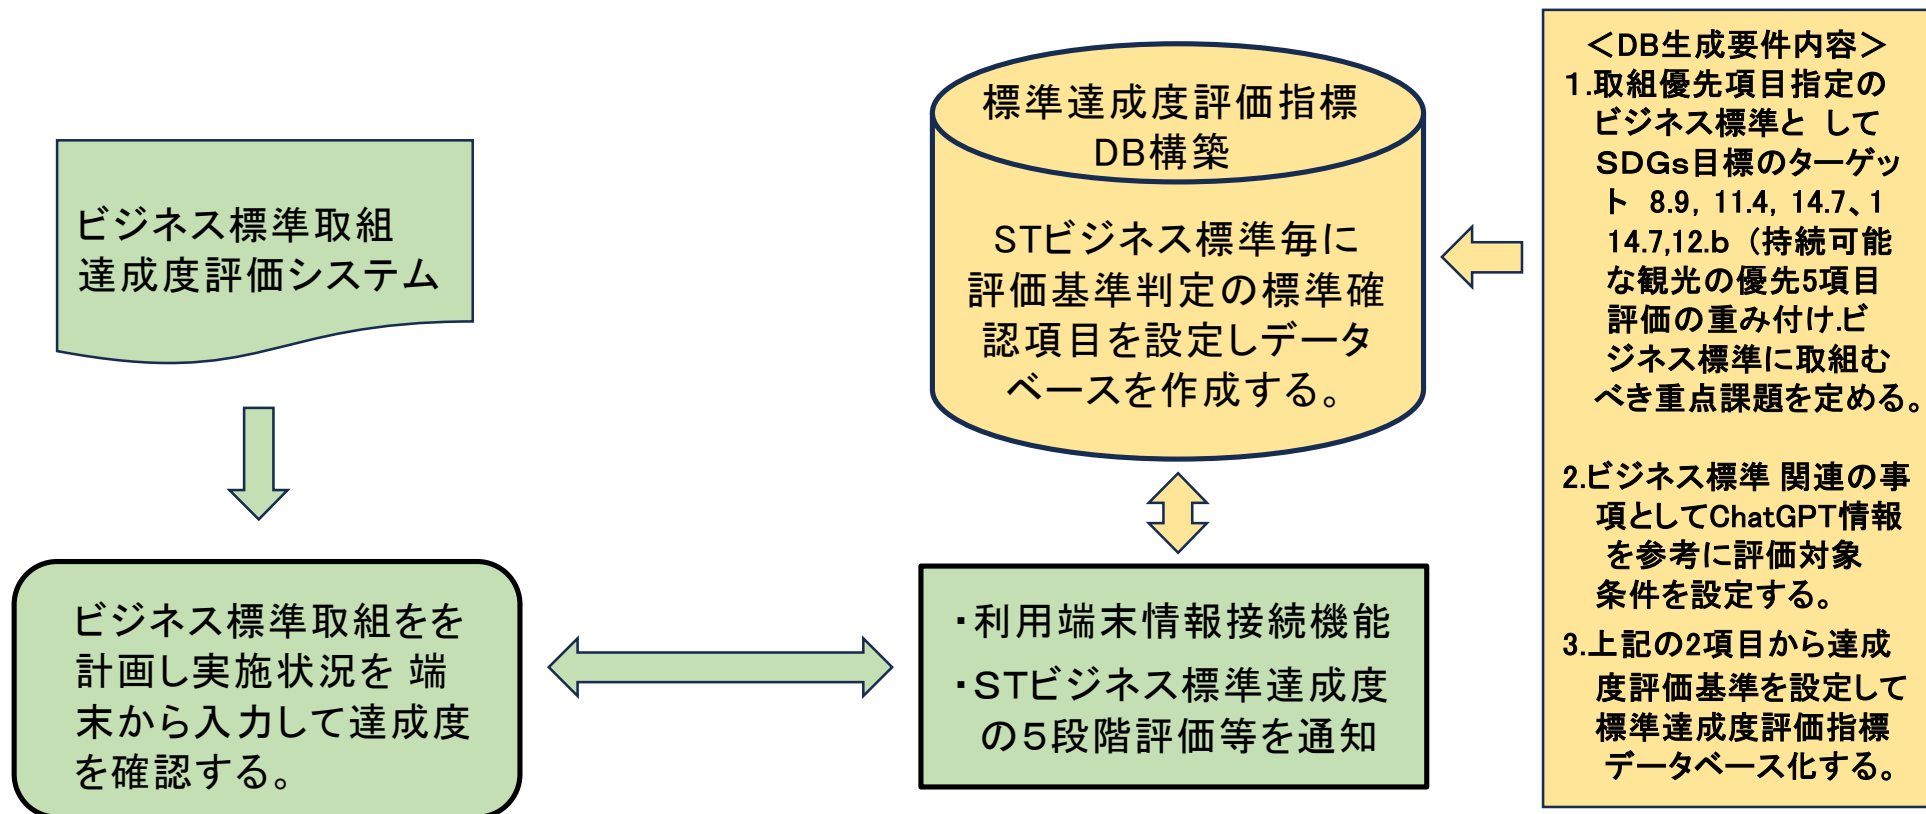 ビジネス標準取組
達成度評価システム
ビジネス標準取組をを
計画し実施状況を 端
末から入力して達成度
を確認する。
標準達成度評価指標
DB構築
STビジネス標準毎に
評価基準判定の標準確
認項目を設定しデータ
ベースを作成する。
・利用端末情報接続機能
・STビジネス標準達成度
の5段階評価等を通知
<DB生成要件内容>
1.取組優先項目指定の
ビジネス標準と して
SDGs目標のターゲッ
ト 8.9, 11.4, 14.7、1
14.7,12.b (持続可能
な観光の優先5項目
評価の重み付け.ビ
ジネス標準に取組む
べき重点課題を定める。
2.ビジネス標準 関連の事
項としてChatGPT情報
を参考に評価対象
条件を設定する。
3.上記の2項目から達成
度評価基準を設定して
標準達成度評価指標
データベース化する。